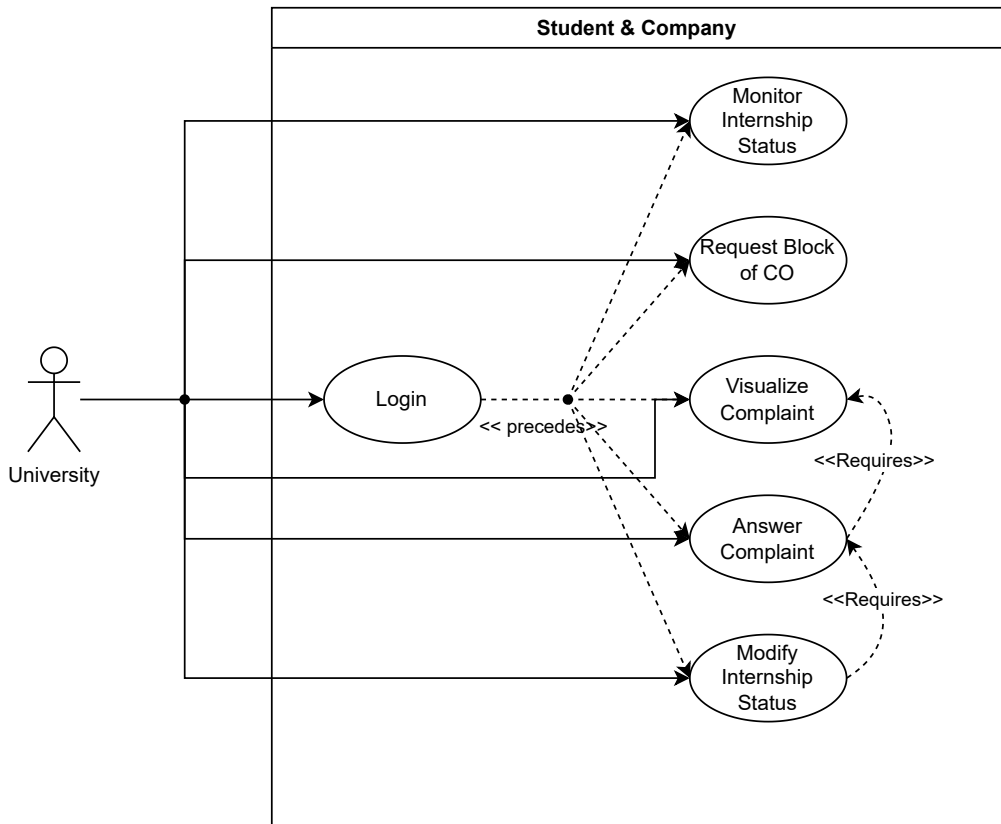 Student & Company
Monitor
Internship
Status
Request Block
of CO
Login
<< precedes>>
Visualize
Complaint
<<Requires>>
University
Answer
Complaint
<<Requires>>
Modify
Internship
Status